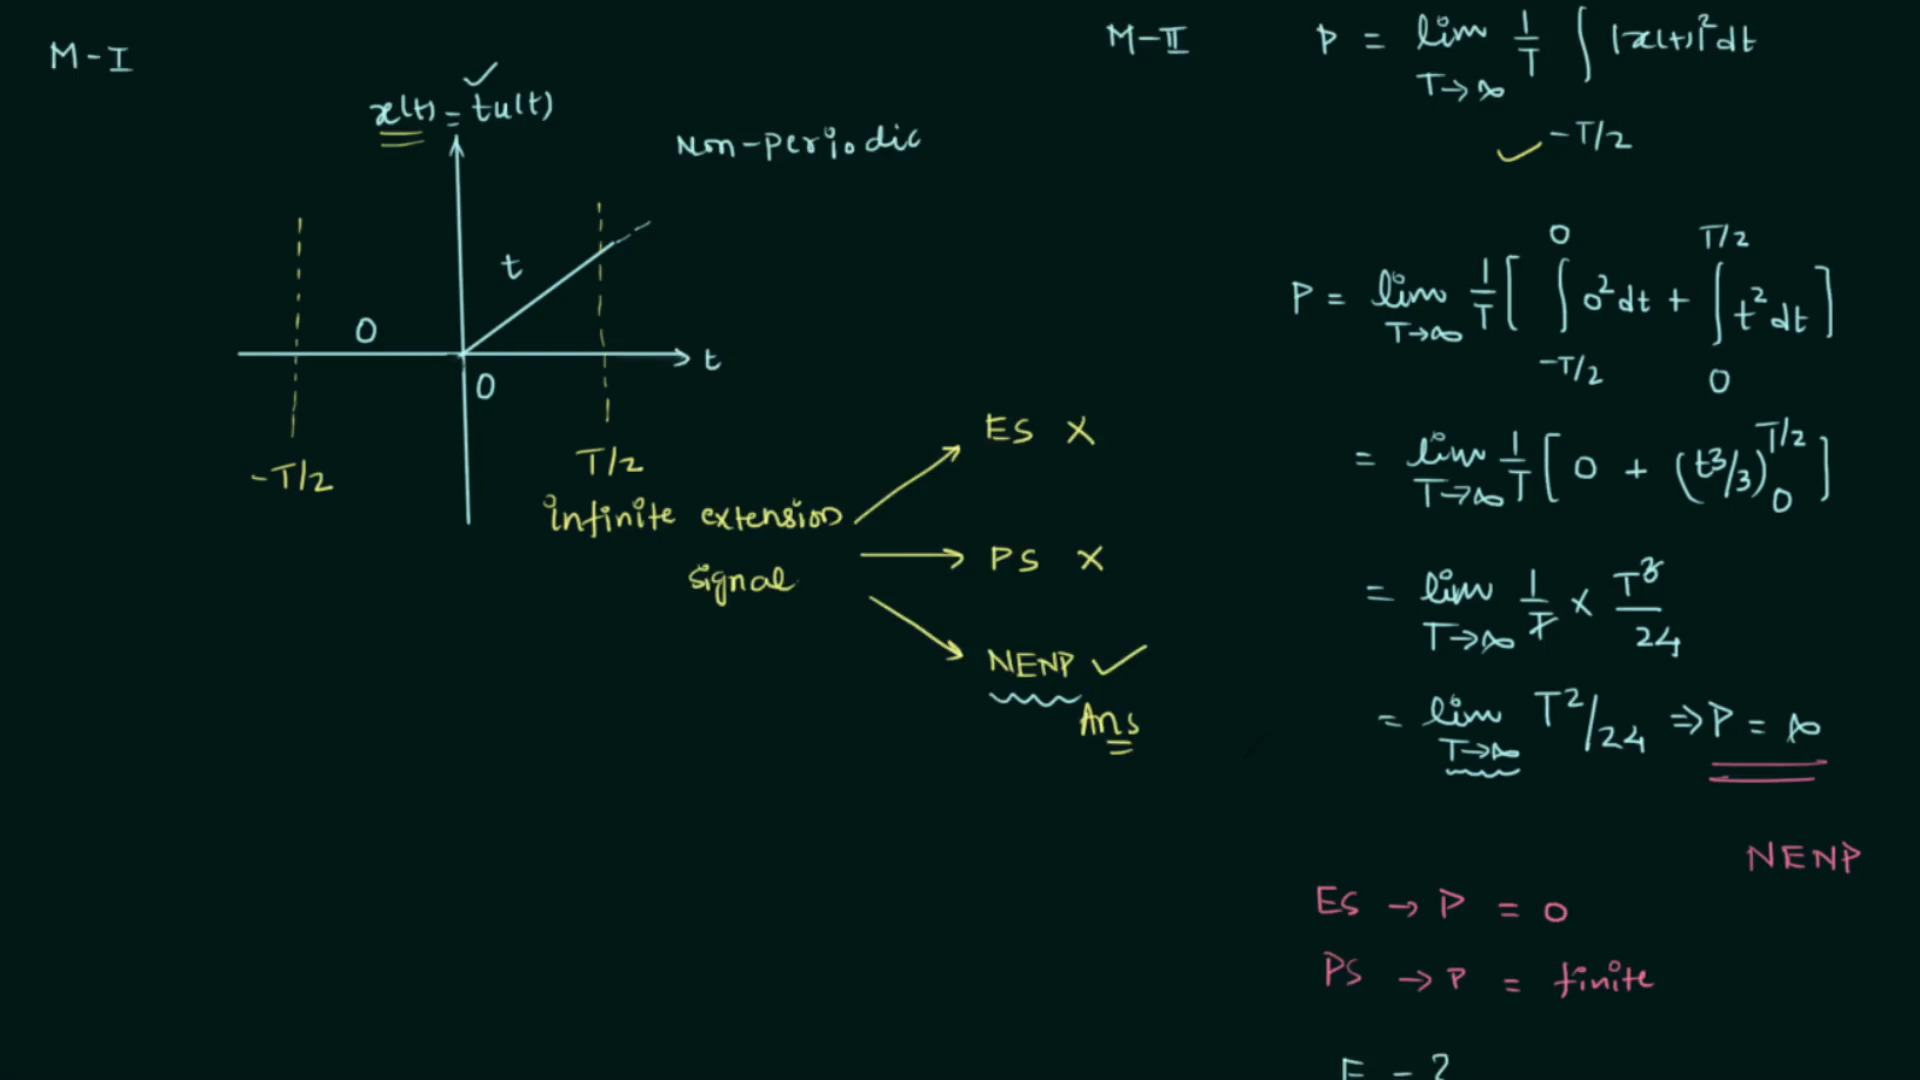 M-I
x(t) = tu(t)
Non-periodic
t
0
0
t
-T/2
T/2
infinite extension
signal
ES X
PS X
NENP ✓
Ans
M-II
P = lim T→∞ 1/T ∫ |x(t)|² dt
-T/2
P = lim T→∞ 1/T [ ∫ -T/2 0 0² dt + ∫ 0 T/2 t² dt ]
= lim T→∞ 1/T [ 0 + (t³/3) 0 T/2 ]
= lim T→∞ 1/T × T³/24
= lim T→∞ T²/24 ⇒ P = ∞
NENP
ES → P = 0
PS → P = finite